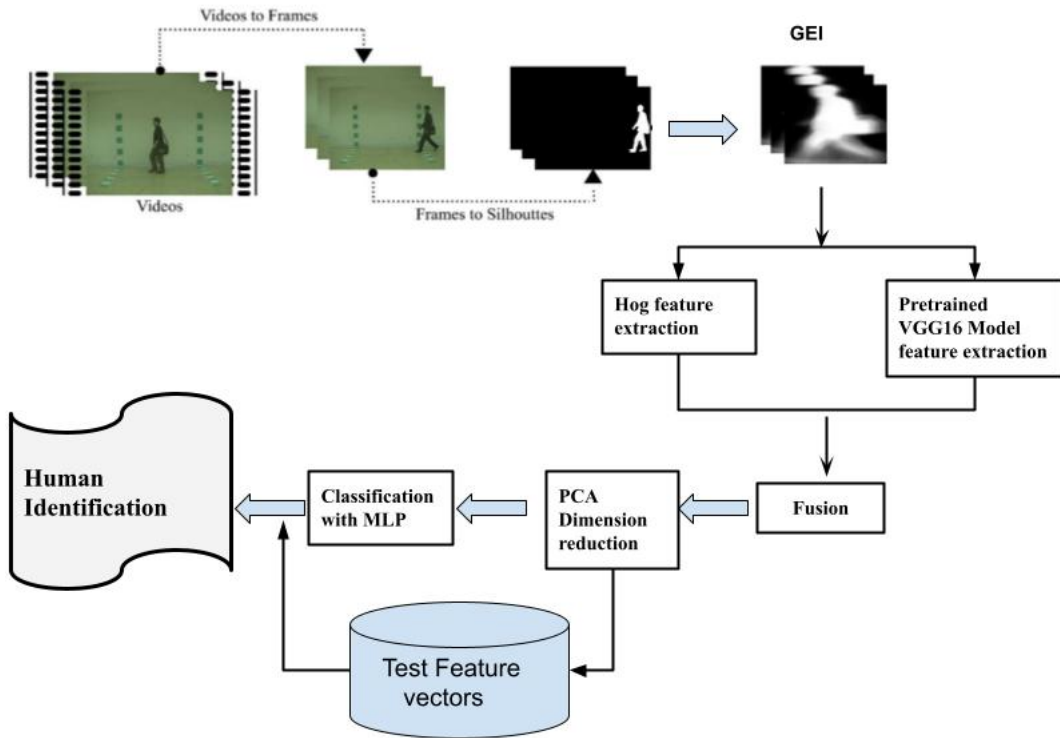 Videos to Frames
GEI
Videos
Frames to Silhouttes
Hog feature
extraction
Pretrained
VGG16 Model
feature extraction
Human
Identification
Classification
with MLP
PCA
Dimension
reduction
Fusion
Test Feature
vectors